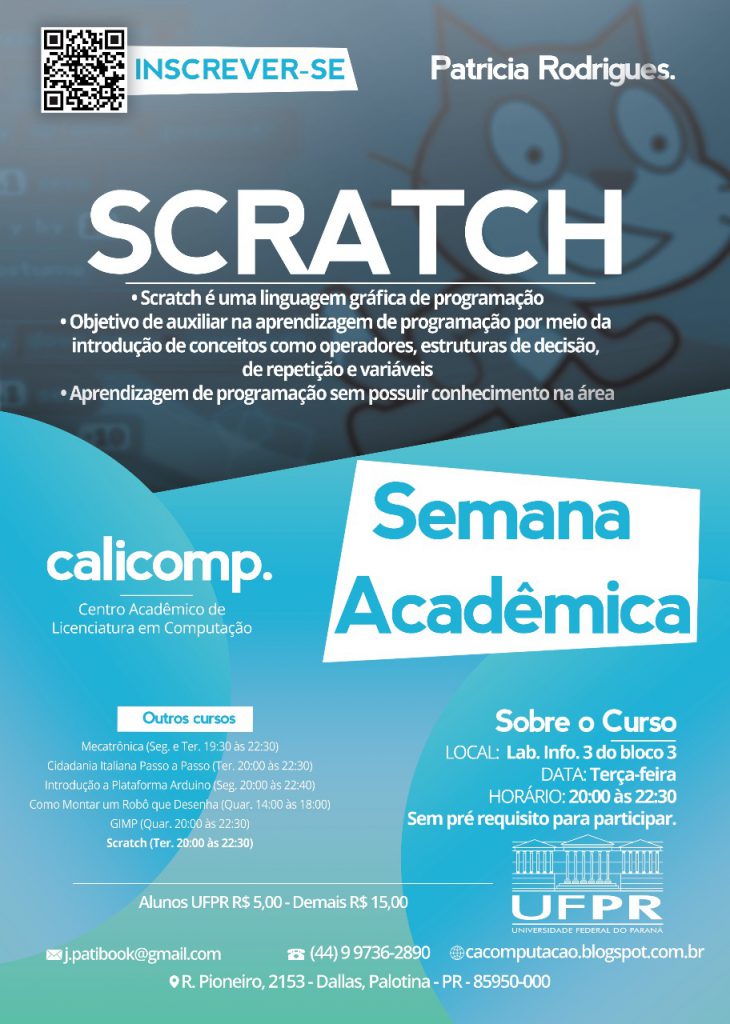 INSCREVER-SE
Patricia Rodrigues.
SCRATCH
• Scratch é uma linguagem gráfica de programação
• Objetivo de auxiliar na aprendizagem de programação por meio da
introdução de conceitos como operadores, estruturas de decisão,
de repetição e variáveis
• Aprendizagem de programação sem possuir conhecimento na área
Semana
Acadêmica
calicomp.
Centro Acadêmico de
Licenciatura em Computação
Outros cursos
Mecatrônica (Seg. e Ter. 19:30 às 22:30)
Cidadania Italiana Passo a Passo (Ter. 20:00 às 22:30)
Introdução a Plataforma Arduino (Seg. 20:00 às 22:40)
Como Montar um Robô que Desenha (Quar. 14:00 às 18:00)
GIMP (Quar. 20:00 às 22:30)
Scratch (Ter. 20:00 às 22:30)
Sobre o Curso
LOCAL: Lab. Info. 3 do bloco 3
DATA: Terça-feira
HORÁRIO: 20:00 às 22:30
Sem pré requisito para participar.
UFPR
UNIVERSIDADE FEDERAL DO PARANÁ
Alunos UFPR R$ 5,00 - Demais R$ 15,00
j.patibook@gmail.com
(44) 9 9736-2890
cacomputacao.blogspot.com.br
R. Pioneiro, 2153 - Dallas, Palotina - PR - 85950-000